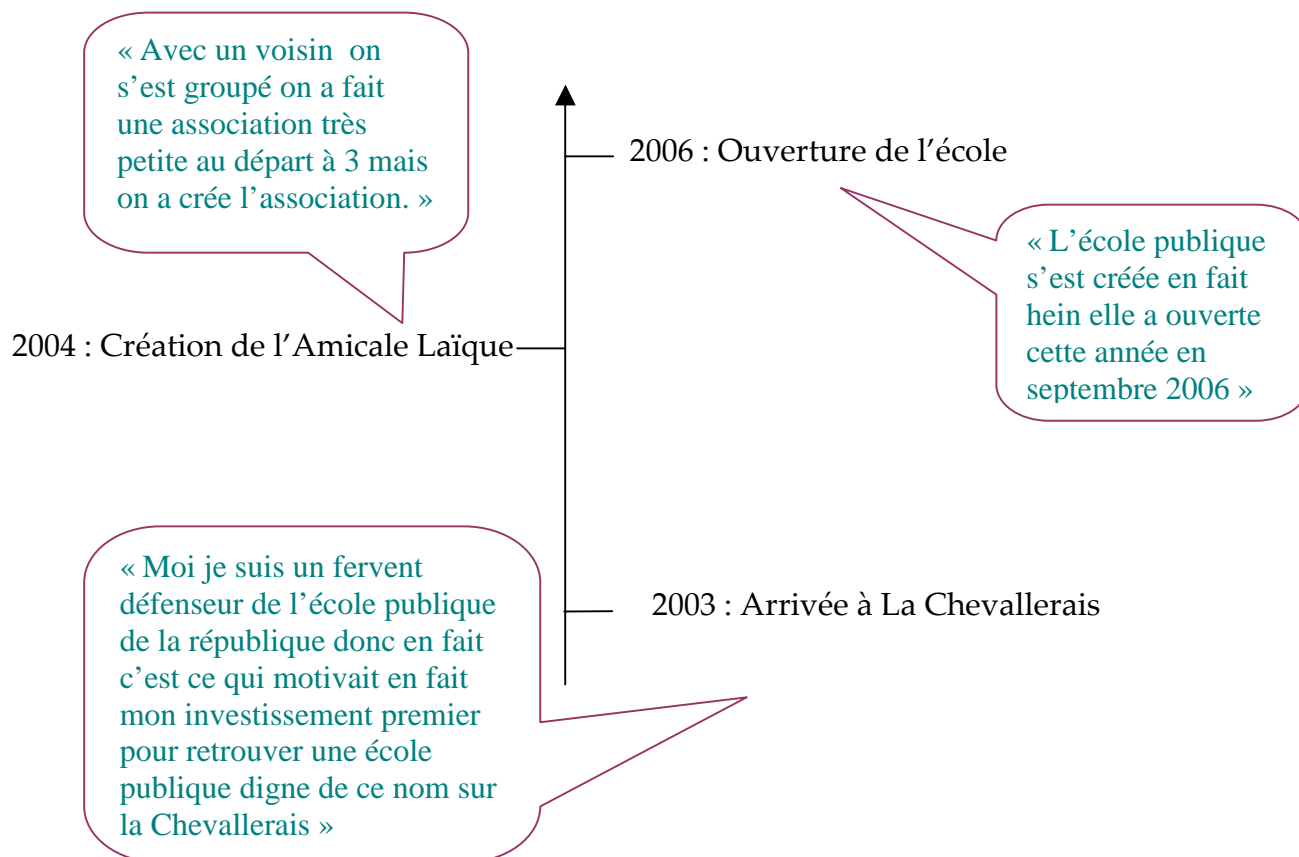 « Avec un voisin  on
s’est groupé on a fait
une association très
petite au départ à 3 mais
on a crée l’association. »
2006 : Ouverture de l’école
« L’école publique
s’est créée en fait
hein elle a ouverte
cette année en
septembre 2006 »
2004 : Création de l’Amicale Laïque
« Moi je suis un fervent
défenseur de l’école publique
de la république donc en fait
c’est ce qui motivait en fait
mon investissement premier
pour retrouver une école
publique digne de ce nom sur
la Chevallerais »
2003 : Arrivée à La Chevallerais